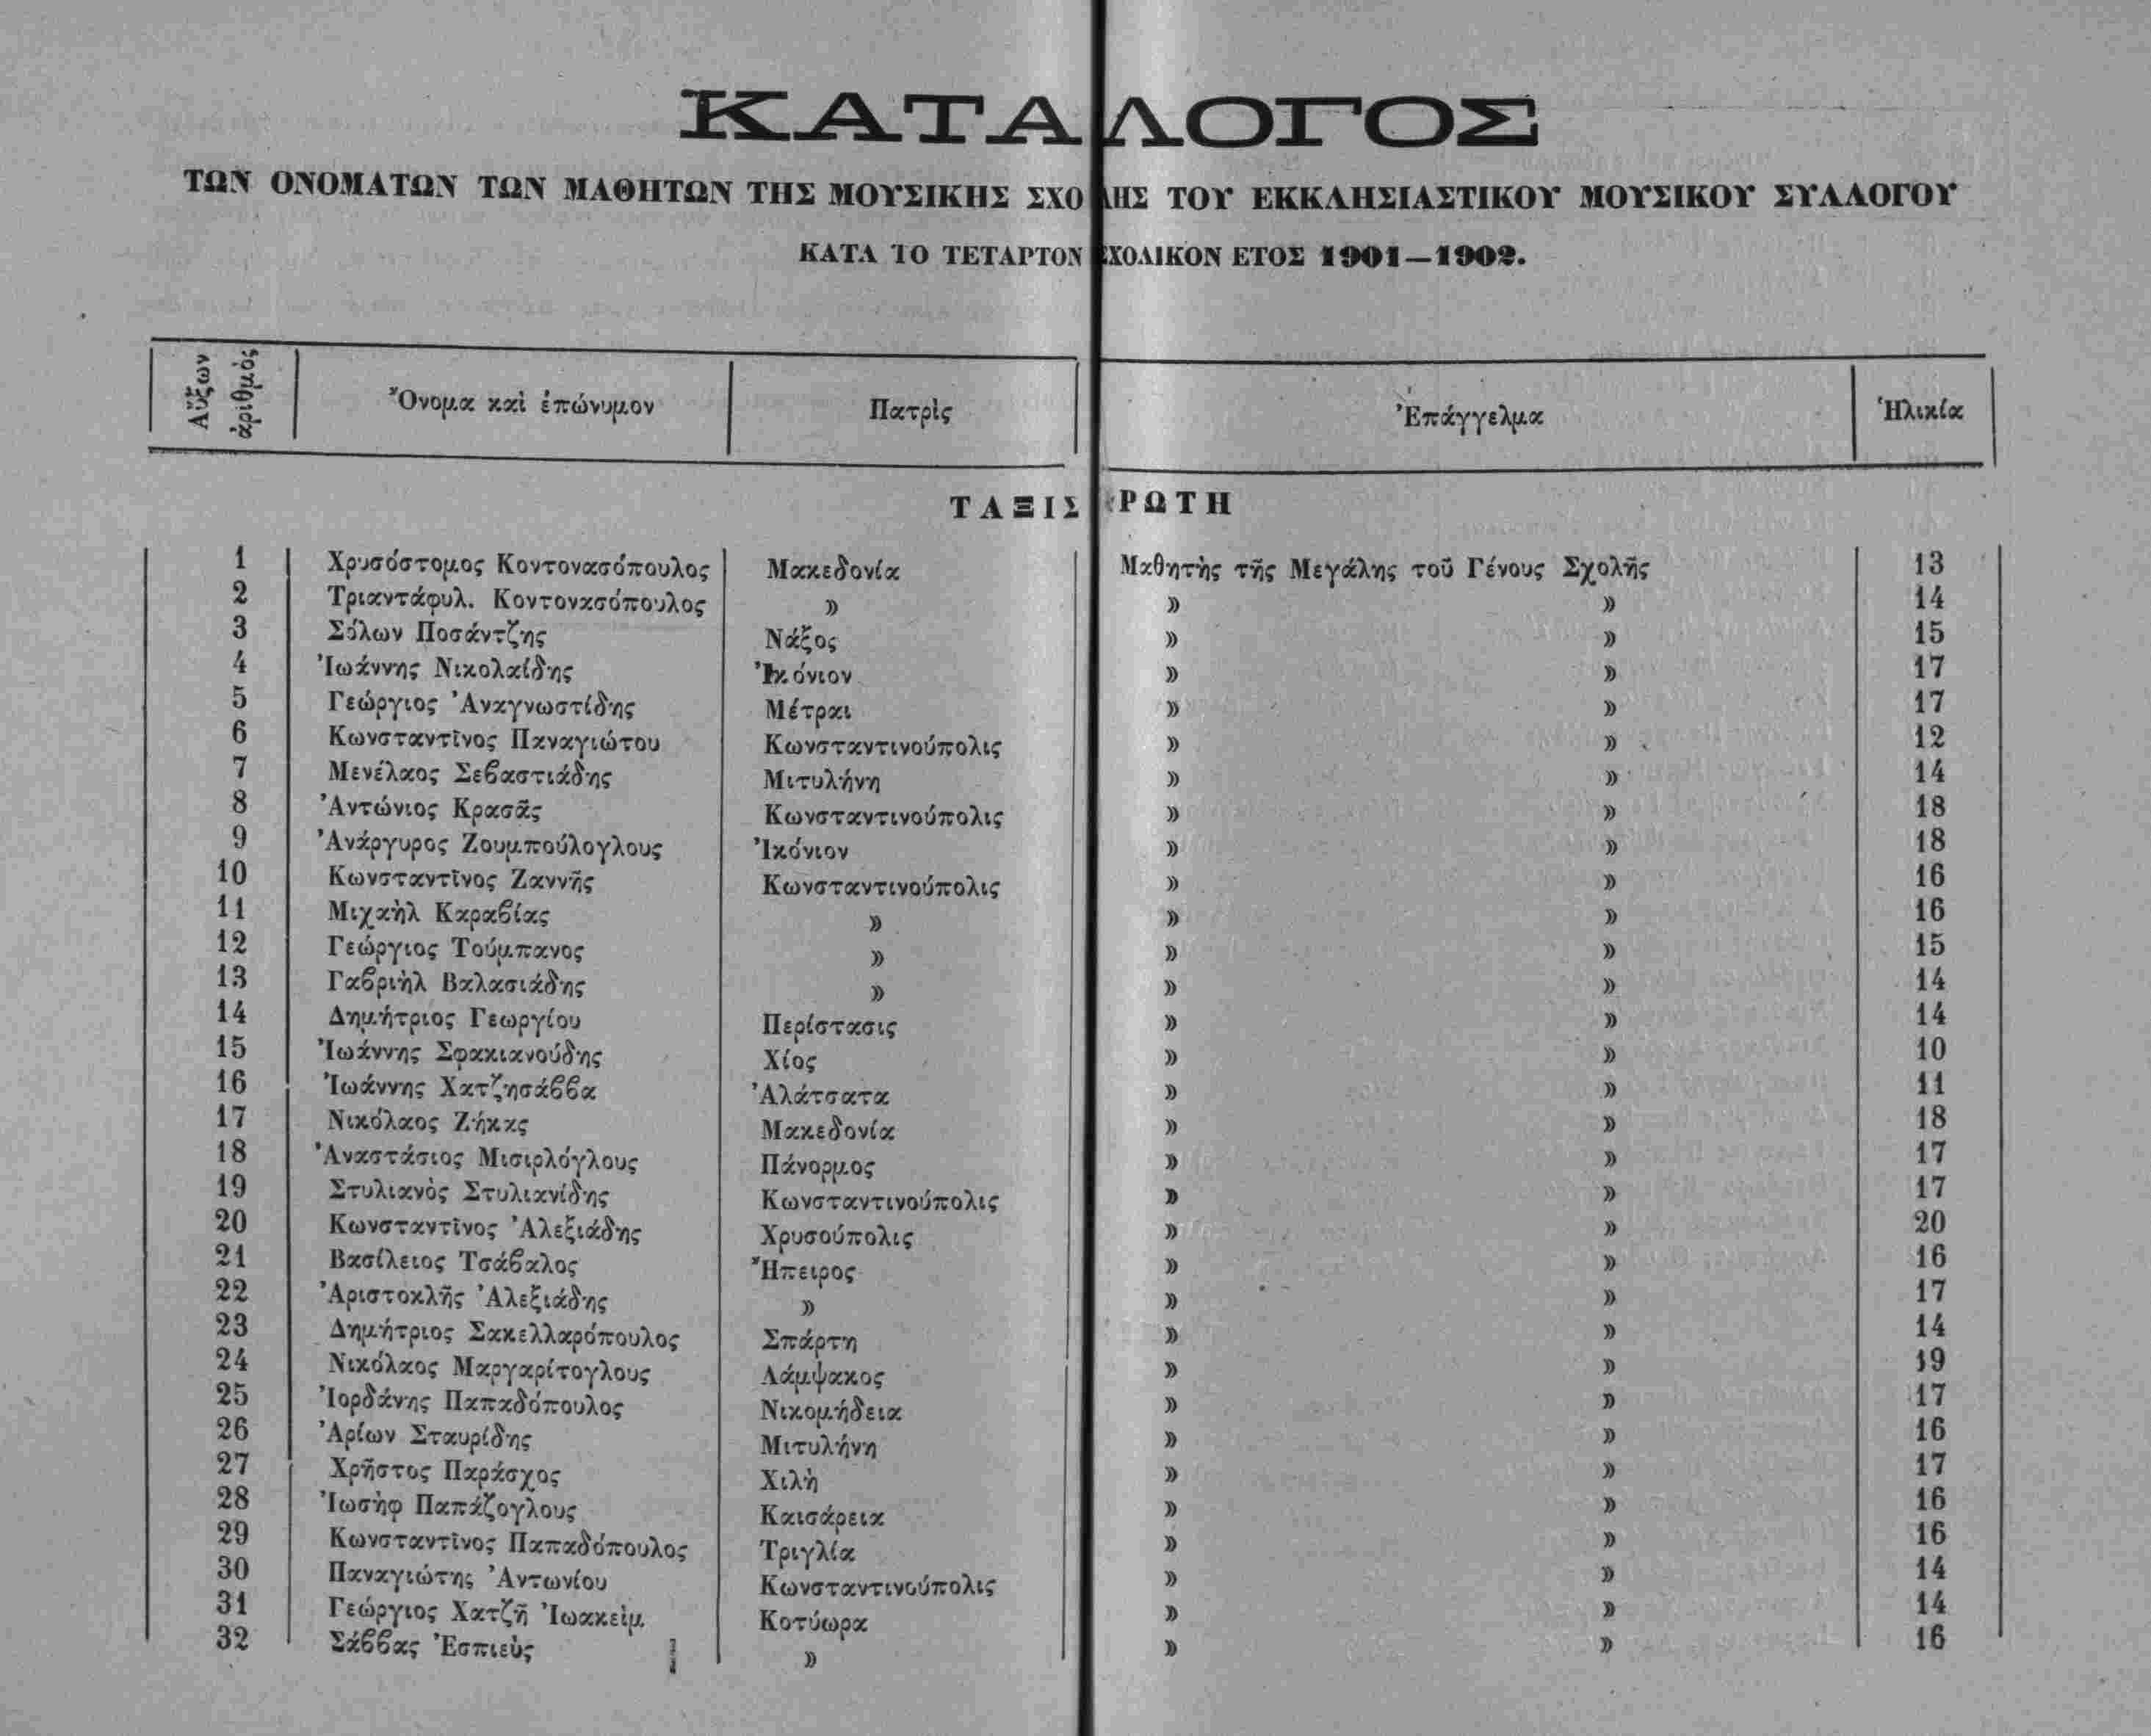 ΚΑΤΑΛΟΓΟΣ
ΤΩΝ ΟΝΟΜΑΤΩΝ ΤΩΝ ΜΑΘΗΤΩΝ ΤΗΣ ΜΟΥΣΙΚΗΣ ΣΧΟΛΗΣ ΤΟΥ ΕΚΚΛΗΣΙΑΣΤΙΚΟΥ ΜΟΥΣΙΚΟΥ ΣΥΛΛΟΓΟΥ
ΚΑΤΑ ΤΟ ΤΕΤΑΡΤΟΝ ΣΧΟΛΙΚΟΝ ΕΤΟΣ 1901—1902.
Αὔξων ἀριθμὸς Ὄνομα καὶ ἐπώνυμον Πατρὶς Ἐπάγγελμα Ἡλικία
ΤΑΞΙΣ ΠΡΩΤΗ
1 Χρυσόστομος Κοντονασόπουλος Μακεδονία Μαθητὴς τῆς Μεγάλης τοῦ Γένους Σχολῆς 13
2 Τριαντάφυλ. Κοντονασόπουλος » » » 14
3 Σόλων Ποσάντζης Νάξος » » 15
4 Ἰωάννης Νικολαίδης Ἰκόνιον » » 17
5 Γεώργιος Ἀναγνωστίδης Μέτραι » » 17
6 Κωνσταντῖνος Παναγιώτου Κωνσταντινούπολις » » 12
7 Μενέλαος Σεβαστιάδης Μιτυλήνη » » 14
8 Ἀντώνιος Κρασᾶς Κωνσταντινούπολις » » 18
9 Ἀνάργυρος Ζουμπούλογλους Ἰκόνιον » » 18
10 Κωνσταντῖνος Ζαννῆς Κωνσταντινούπολις » » 16
11 Μιχαὴλ Καραβίας » » » 16
12 Γεώργιος Τούμπανος » » » 15
13 Γαβριὴλ Βαλασιάδης » » » 14
14 Δημήτριος Γεωργίου Περίστασις » » 14
15 Ἰωάννης Σφακιανούδης Χίος » » 10
16 Ἰωάννης Χατζησάββα Ἀλάτσατα » » 11
17 Νικόλαος Ζήκας Μακεδονία » » 18
18 Ἀναστάσιος Μισιρλόγλους Πάνορμος » » 17
19 Στυλιανὸς Στυλιανίδης Κωνσταντινούπολις » » 17
20 Κωνσταντῖνος Ἀλεξιάδης Χρυσούπολις » » 20
21 Βασίλειος Τσάβαλος Ἤπειρος » » 16
22 Ἀριστοκλῆς Ἀλεξιάδης » » » 17
23 Δημήτριος Σακελλαρόπουλος Σπάρτη » » 14
24 Νικόλαος Μαργαρίτογλους Λάμψακος » » 19
25 Ἰορδάνης Παπαδόπουλος Νικομήδεια » » 17
26 Ἀρίων Σταυρίδης Μιτυλήνη » » 16
27 Χρῆστος Παράσχος Χιλὴ » » 17
28 Ἰωσὴφ Παπάζογλους Καισάρεια » » 16
29 Κωνσταντῖνος Παπαδόπουλος Τριγλία » » 16
30 Παναγιώτης Ἀντωνίου Κωνσταντινούπολις » » 14
31 Γεώργιος Χατζῆ Ἰωακεὶμ Κοτύωρα » » 14
32 Σάββας Ἐσπιεὺς » » » 16